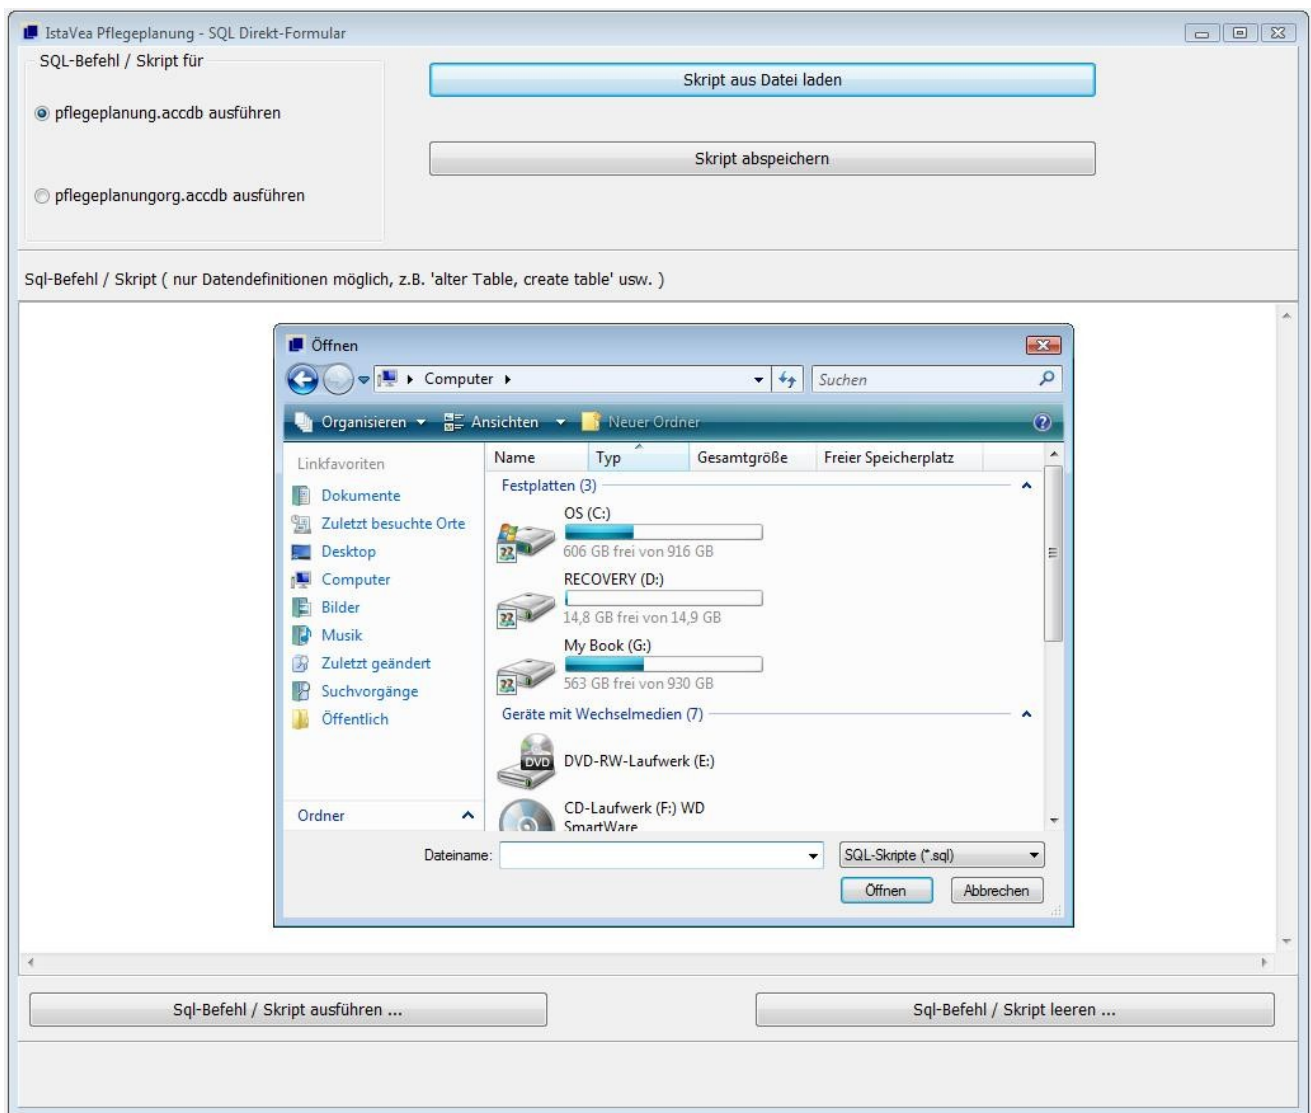 IstaVea Pflegeplanung - SQL Direkt-Formular
SQL-Befehl / Skript für
Skript aus Datei laden
pflegeplanung.accdb ausführen
Skript abspeichern
pflegeplanungorg.accdb ausführen
Sql-Befehl / Skript ( nur Datendefinitionen möglich, z.B. 'alter Table, create table' usw. )
Öffnen
Computer
Suchen
Organisieren
Ansichten
Neuer Ordner
Linkfavoriten
Dokumente
Zuletzt besuchte Orte
Desktop
Computer
Bilder
Musik
Zuletzt geändert
Suchvorgänge
Öffentlich
Ordner
Name Typ Gesamtgröße Freier Speicherplatz
Festplatten (3)
OS (C:)
606 GB frei von 916 GB
RECOVERY (D:)
14,8 GB frei von 14,9 GB
My Book (G:)
563 GB frei von 930 GB
Geräte mit Wechselmedien (7)
DVD
DVD-RW-Laufwerk (E:)
CD-Laufwerk (F:) WD
SmartWare
Dateiname:
SQL-Skripte (*.sql)
Öffnen
Abbrechen
Sql-Befehl / Skript ausführen ...
Sql-Befehl / Skript leeren ...